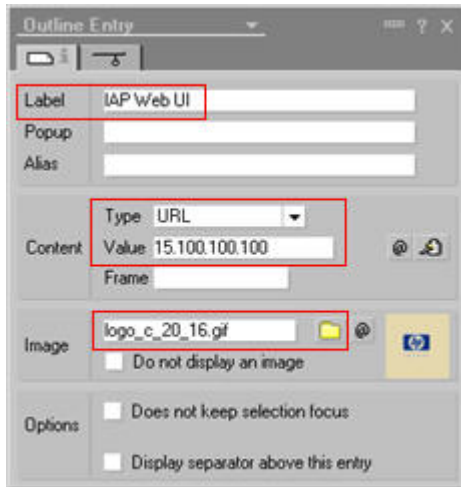 Outline Entry
? X
i
Label IAP Web UI
Popup
Alias
Type URL
Content Value 15.100.100.100 @
Frame
logo_c_20_16.gif @
Image hp
Do not display an image
Does not keep selection focus
Options
Display separator above this entry